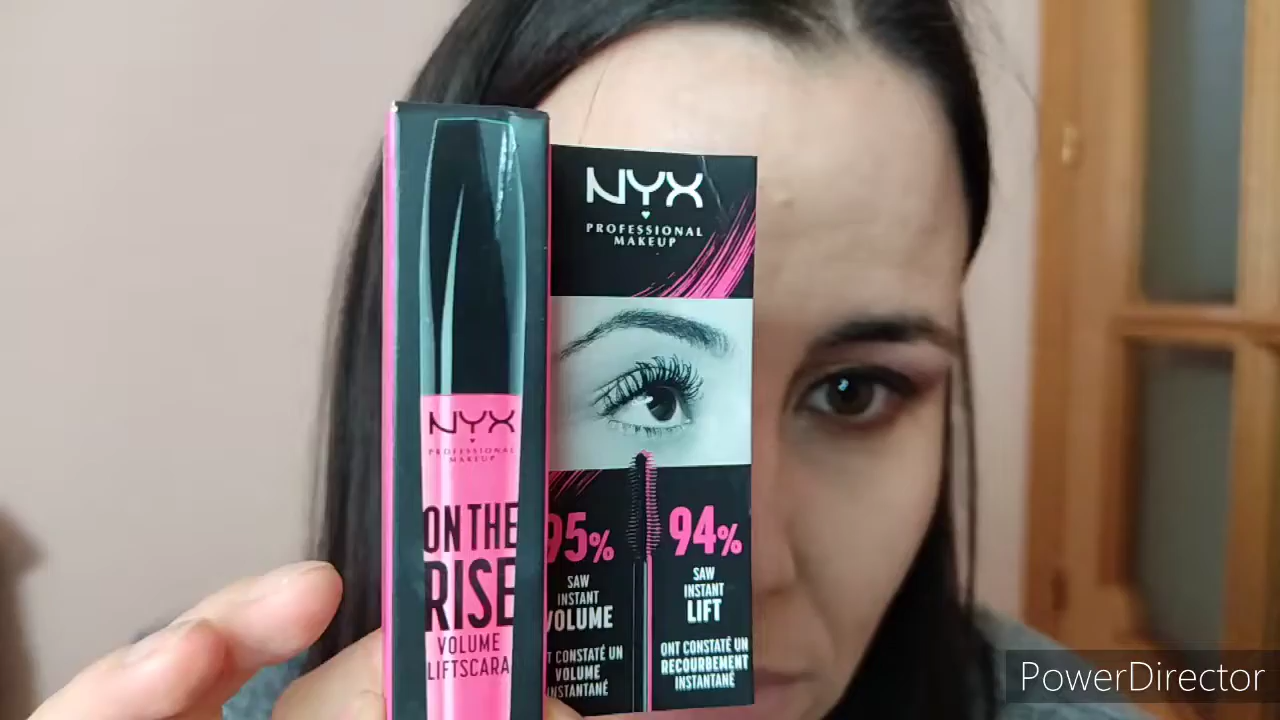 NYX
PROFESSIONAL
MAKEUP
ON THE
RISE
VOLUME
LIFTSCARA
NYX
PROFESSIONAL
MAKEUP
95%
SAW
INSTANT
VOLUME
T CONSTATÉ UN
VOLUME
INSTANTANÉ
94%
SAW
INSTANT
LIFT
ONT CONSTATÉ UN
RECOURBEMENT
INSTANTANÉ
PowerDirector